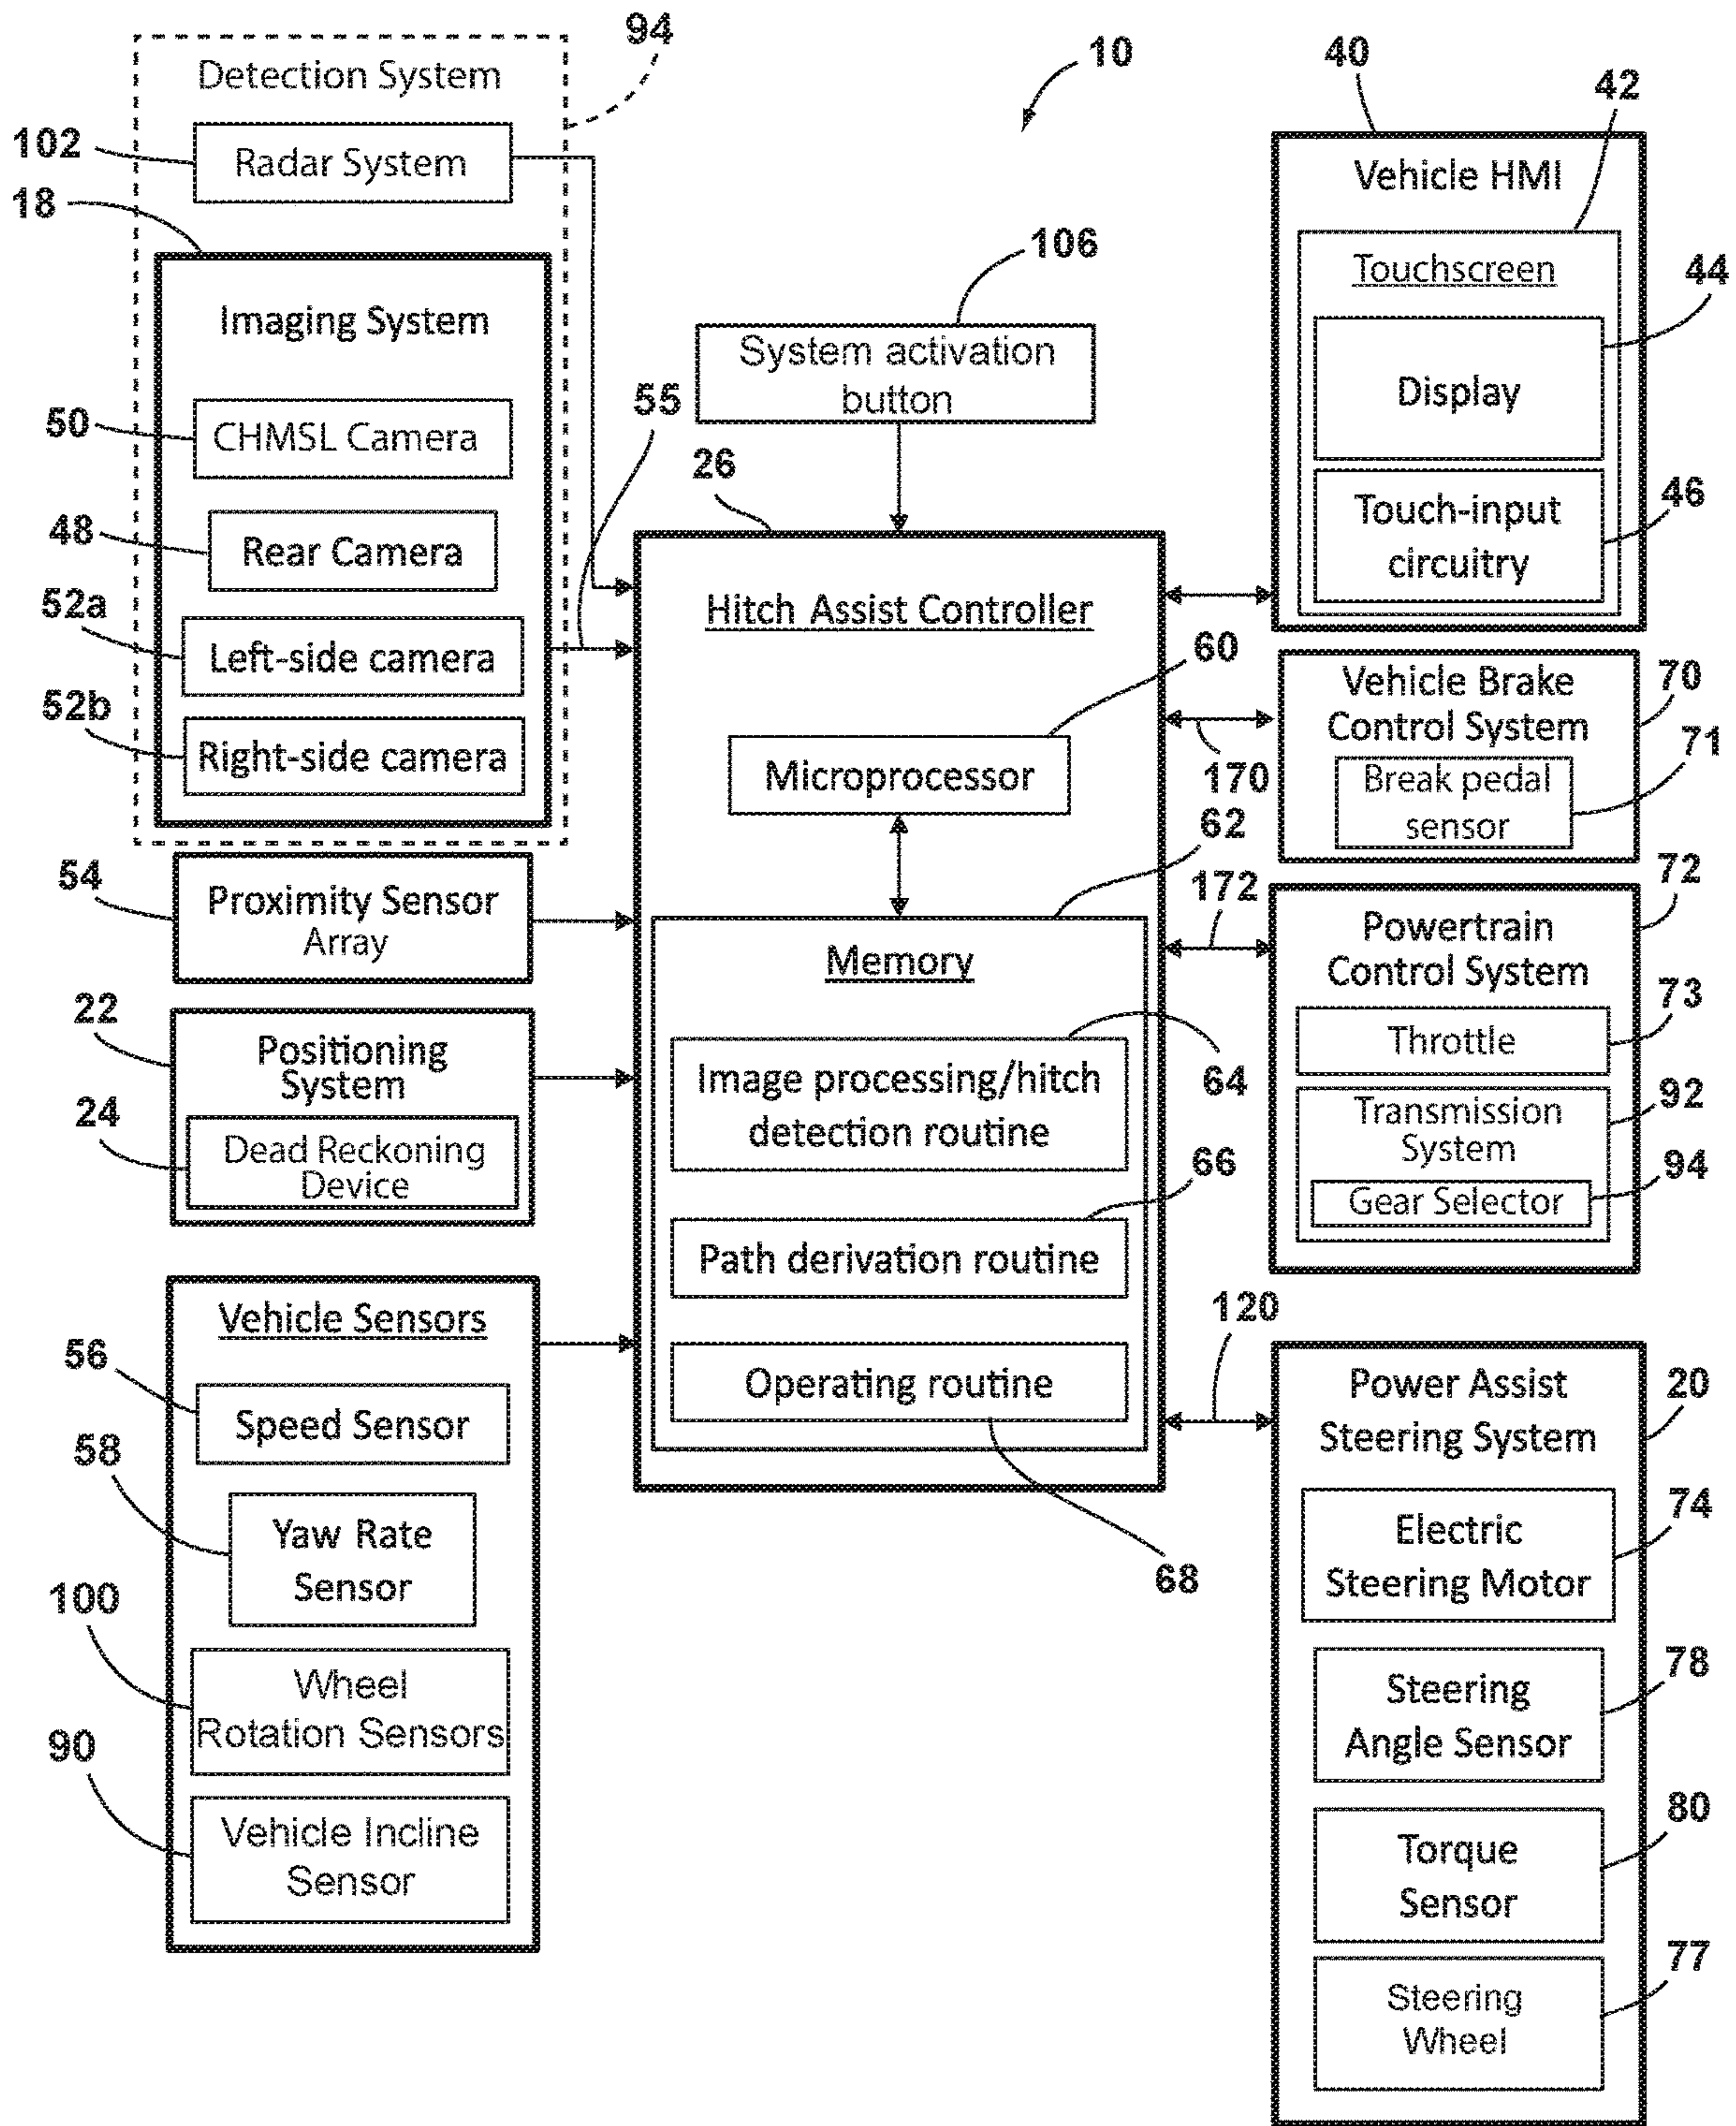 94
Detection System
102
Radar System
18
Imaging System
50
CHMSL Camera
48
Rear Camera
52a
Left-side camera
52b
Right-side camera
55
54
Proximity Sensor
Array
22
Positioning
System
24
Dead Reckoning
Device
Vehicle Sensors
56
Speed Sensor
58
Yaw Rate
Sensor
100
Wheel
Rotation Sensors
90
Vehicle Incline
Sensor
10
106
System activation
button
26
Hitch Assist Controller
60
Microprocessor
62
Memory
Image processing/hitch
detection routine
64
66
Path derivation routine
Operating routine
68
40
42
Vehicle HMI
Touchscreen
44
Display
46
Touch-input
circuitry
Vehicle Brake
Control System
70
71
Break pedal
sensor
170
172
72
Powertrain
Control System
73
Throttle
92
Transmission
System
94
Gear Selector
120
Power Assist
Steering System
20
74
Electric
Steering Motor
78
Steering
Angle Sensor
80
Torque
Sensor
77
Steering
Wheel